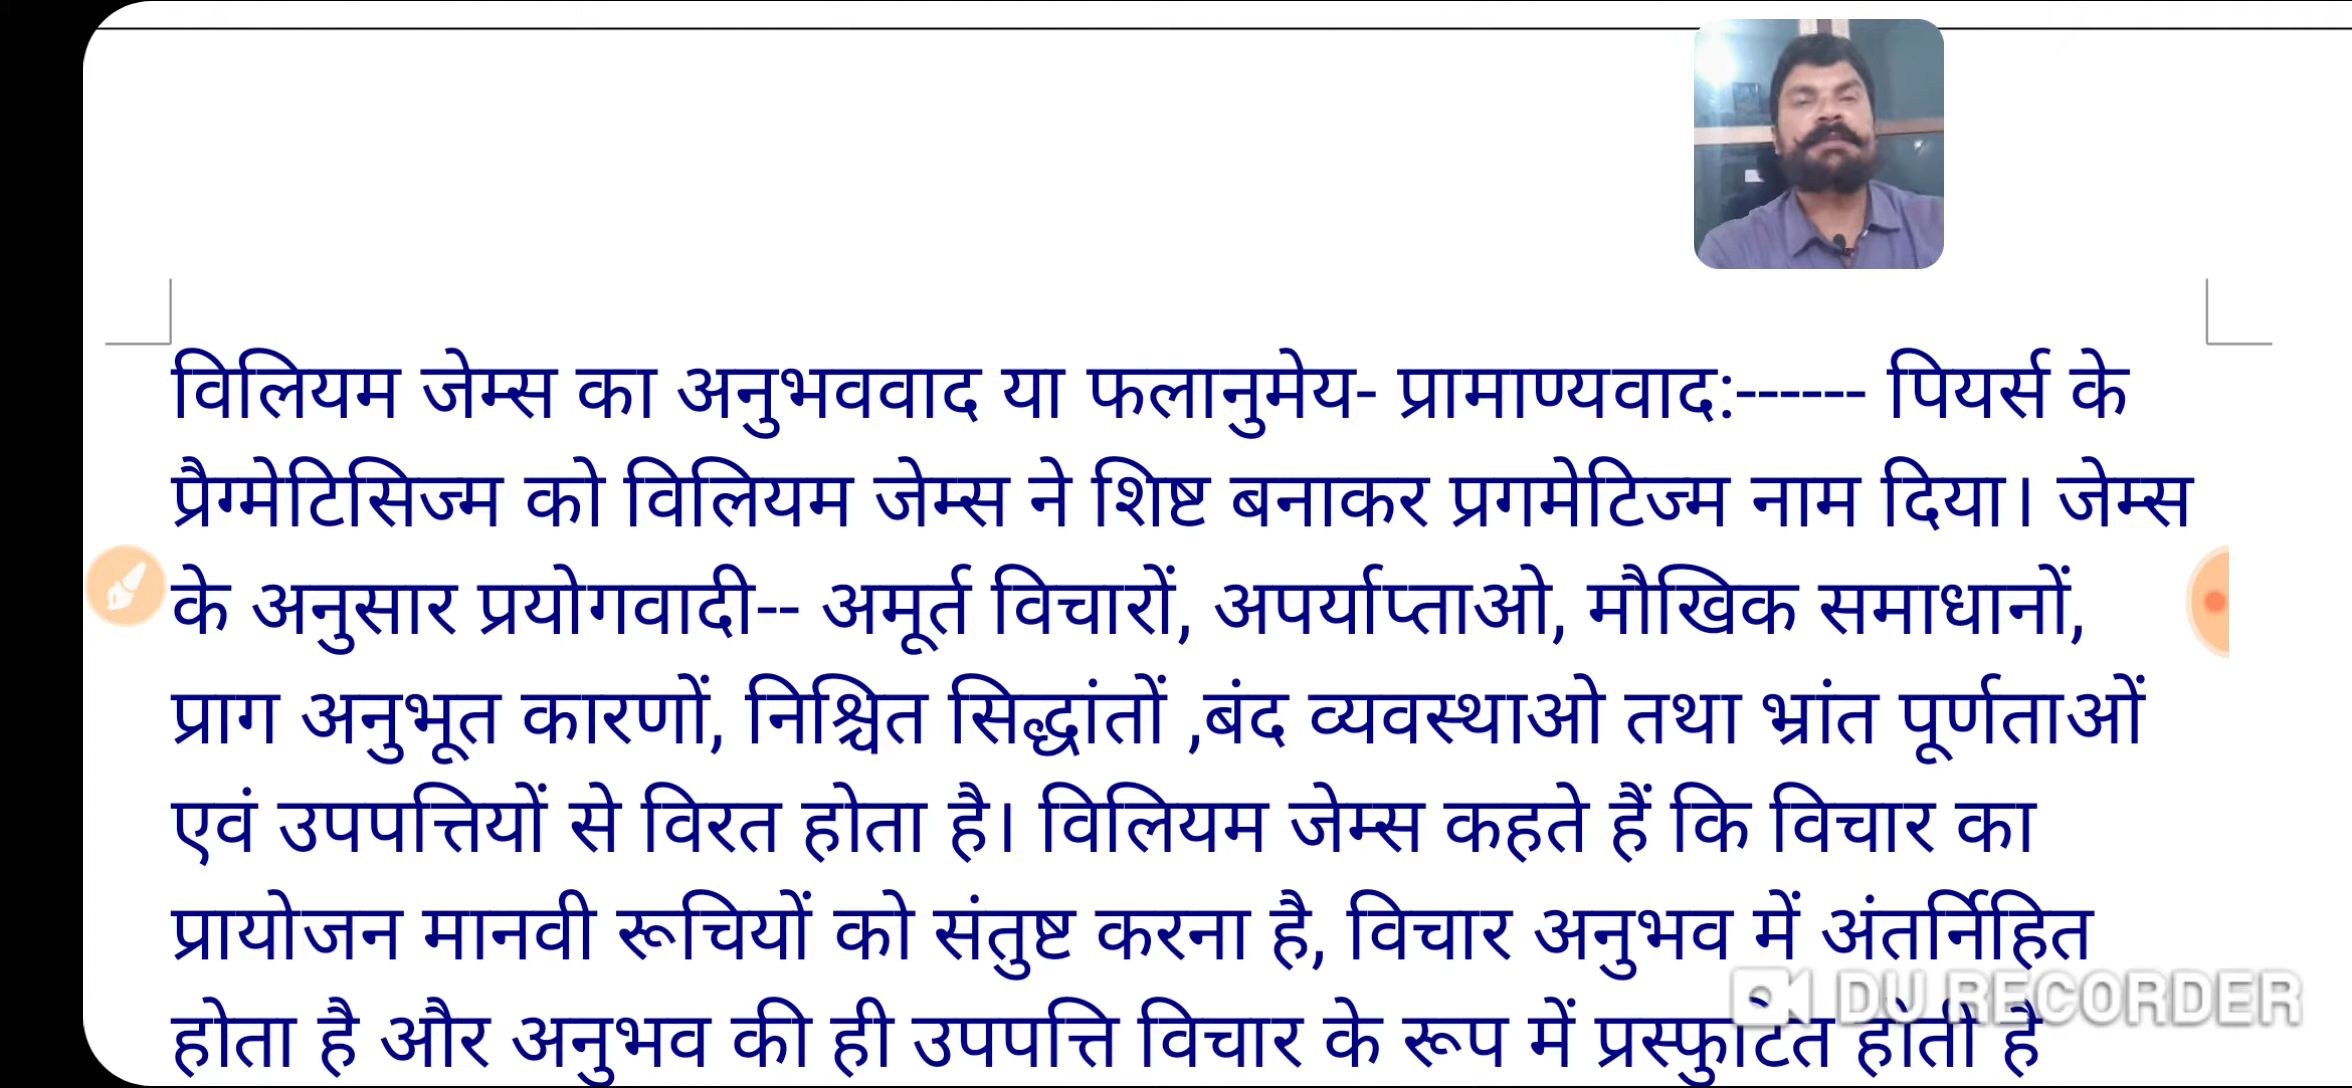 विलियम जेम्स का अनुभववाद या फलानुमेय- प्रामाण्यवाद:------ पियर्स के
प्रैग्मेटिसिज्म को विलियम जेम्स ने शिष्ट बनाकर प्रगमेटिज्म नाम दिया। जेम्स
के अनुसार प्रयोगवादी-- अमूर्त विचारों, अपर्याप्ताओ, मौखिक समाधानों,
प्राग अनुभूत कारणों, निश्चित सिद्धांतों ,बंद व्यवस्थाओ तथा भ्रांत पूर्णताओं
एवं उपपत्तियों से विरत होता है। विलियम जेम्स कहते हैं कि विचार का
प्रायोजन मानवी रूचियों को संतुष्ट करना है, विचार अनुभव में अंतर्निहित
होता है और अनुभव की ही उपपत्ति विचार के रूप में प्रस्फुटित होती है
DU RECORDER